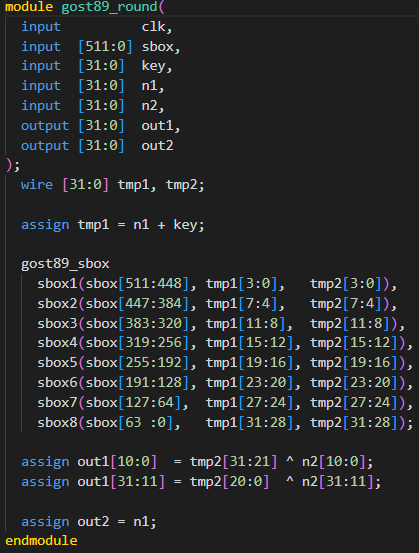 module gost89_round(
  input          clk,
  input  [511:0] sbox,
  input  [31:0]  key,
  input  [31:0]  n1,
  input  [31:0]  n2,
  output [31:0]  out1,
  output [31:0]  out2
);
  wire [31:0] tmp1, tmp2;
  assign tmp1 = n1 + key;
  gost89_sbox
    sbox1(sbox[511:448], tmp1[3:0],   tmp2[3:0]),
    sbox2(sbox[447:384], tmp1[7:4],   tmp2[7:4]),
    sbox3(sbox[383:320], tmp1[11:8],  tmp2[11:8]),
    sbox4(sbox[319:256], tmp1[15:12], tmp2[15:12]),
    sbox5(sbox[255:192], tmp1[19:16], tmp2[19:16]),
    sbox6(sbox[191:128], tmp1[23:20], tmp2[23:20]),
    sbox7(sbox[127:64],  tmp1[27:24], tmp2[27:24]),
    sbox8(sbox[63 :0],   tmp1[31:28], tmp2[31:28]);
  assign out1[10:0]  = tmp2[31:21] ^ n2[10:0];
  assign out1[31:11] = tmp2[20:0]  ^ n2[31:11];
  assign out2 = n1;
endmodule